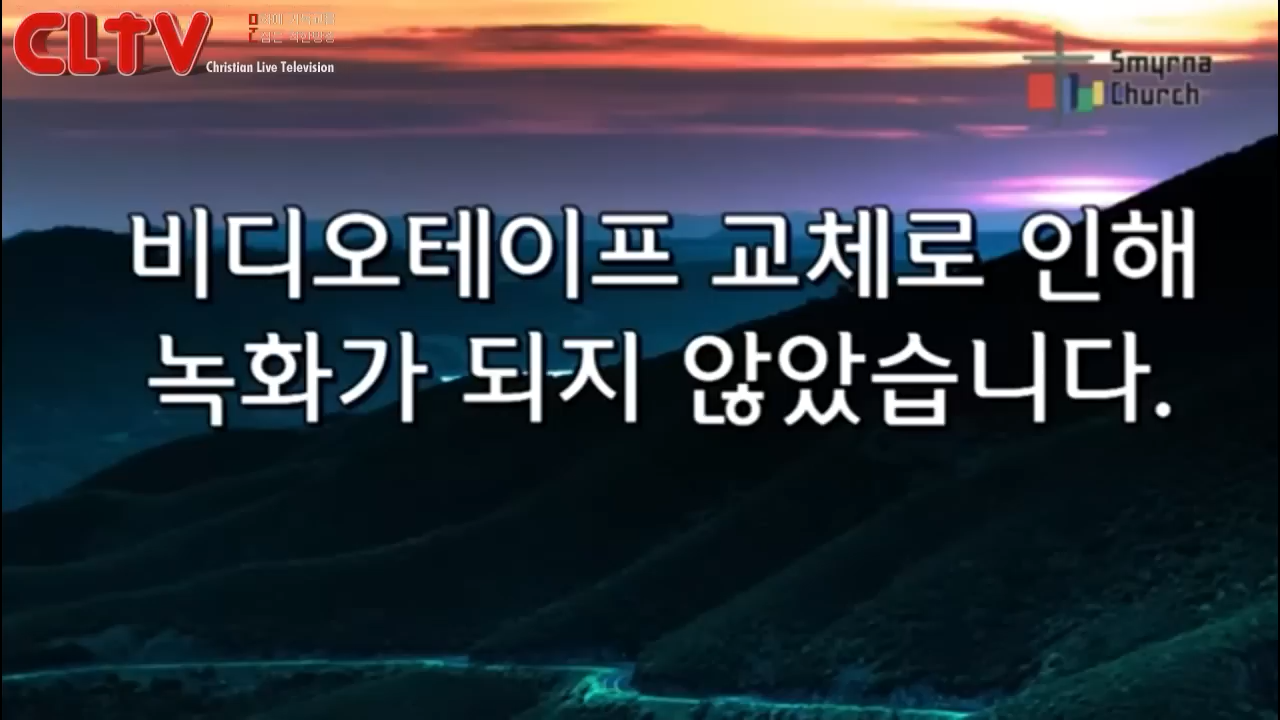 CLTV
Christian Live Television
Smyrna
Church
비디오테이프 교체로 인해
녹화가 되지 않았습니다.